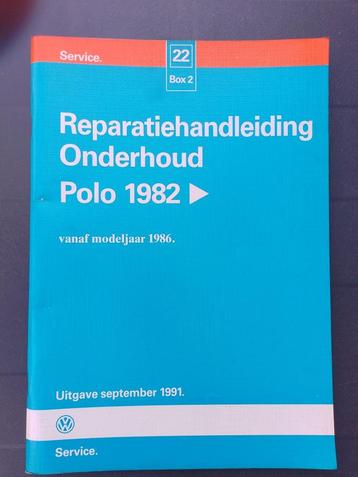 Service.
22
Box 2
Reparatiehandleiding
Onderhoud
Polo 1982 ▶
vanaf modeljaar 1986.
Uitgave september 1991.
Service.